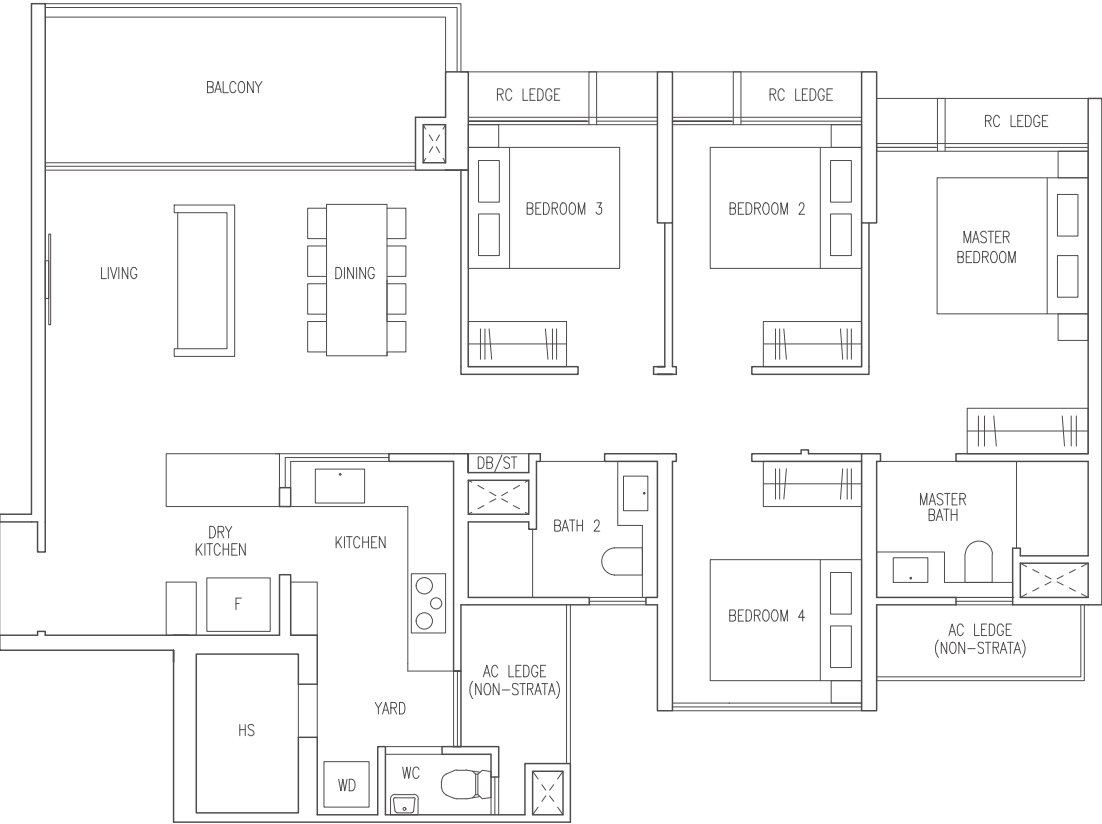 BALCONY
RC LEDGE
RC LEDGE
RC LEDGE
BEDROOM 3
BEDROOM 2
MASTER
BEDROOM
LIVING
DINING
DB/ST
MASTER
BATH
BATH 2
DRY
KITCHEN
KITCHEN
F
BEDROOM 4
AC LEDGE
(NON-STRATA)
AC LEDGE
(NON-STRATA)
YARD
HS
WC
WD